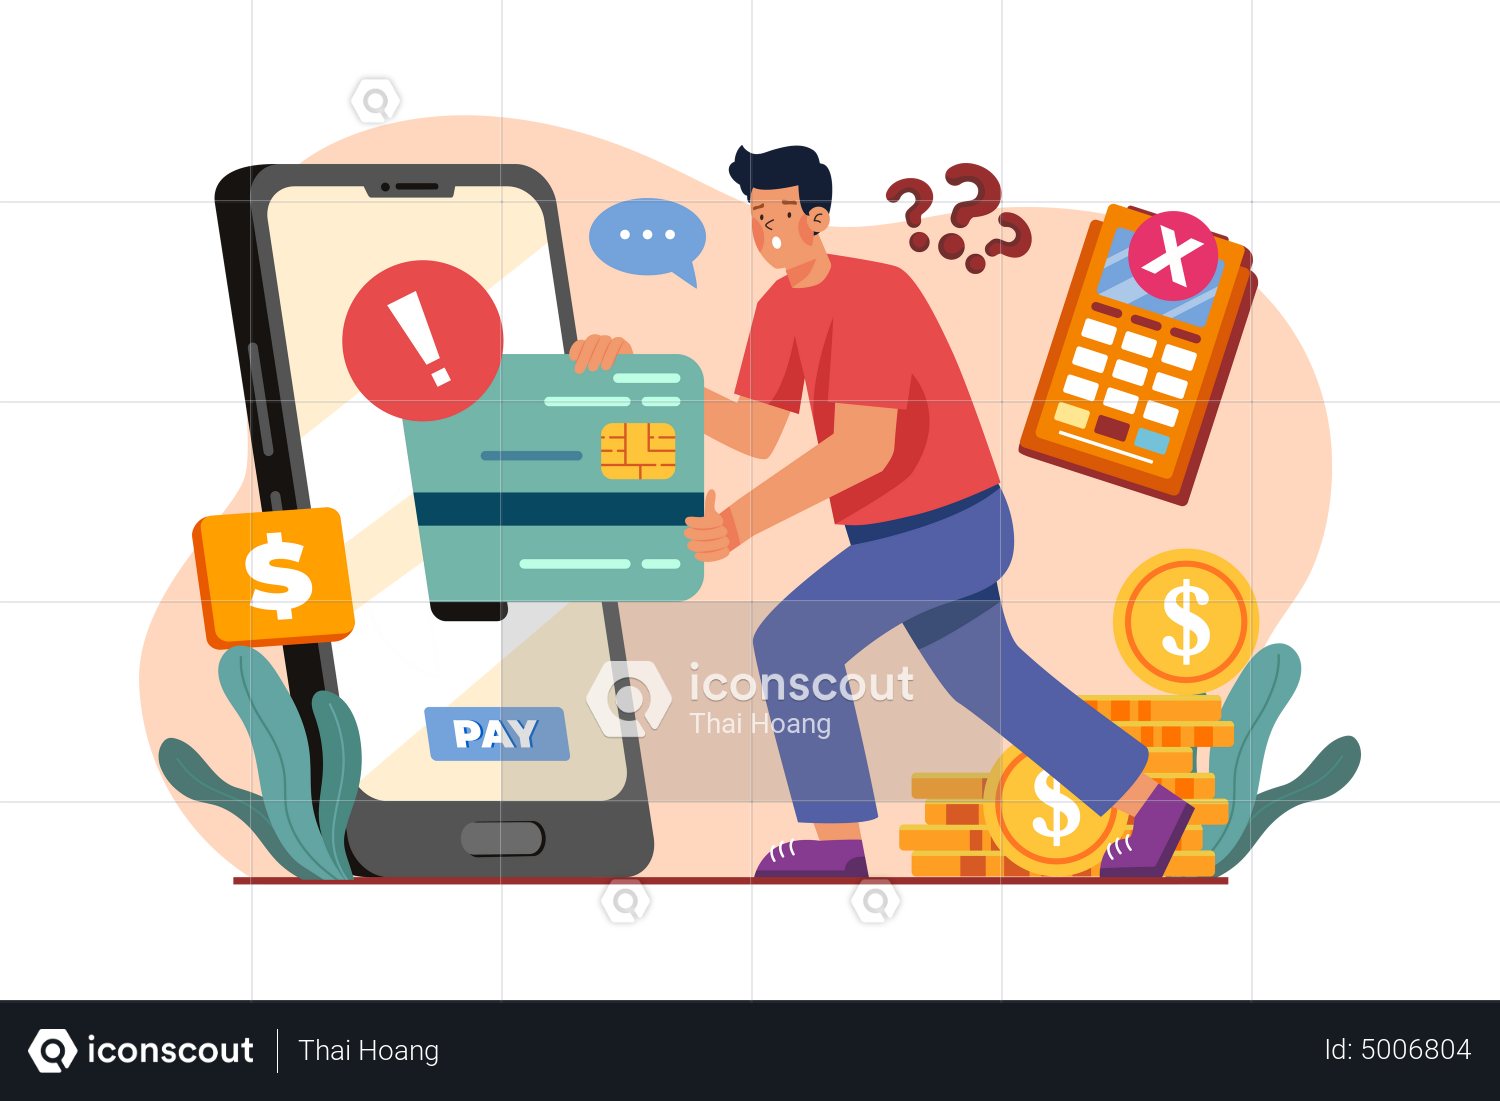 ???
!
X
$
$
PAY
iconscout
Thai Hoang
$
iconscout
Thai Hoang
Id: 5006804